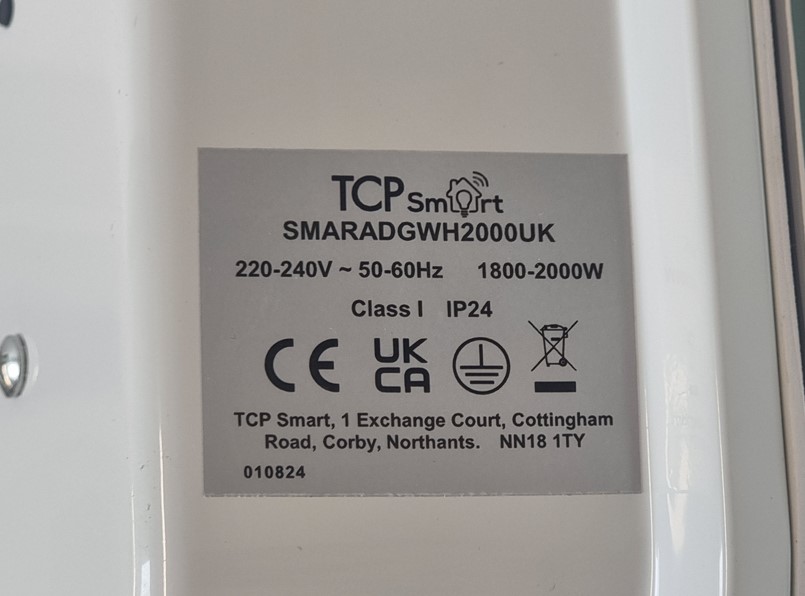 TCP Smart
SMARADGWH2000UK
220-240V ~ 50-60Hz 1800-2000W
Class I IP24
CE UK
CA
TCP Smart, 1 Exchange Court, Cottingham
Road, Corby, Northants. NN18 1TY
010824